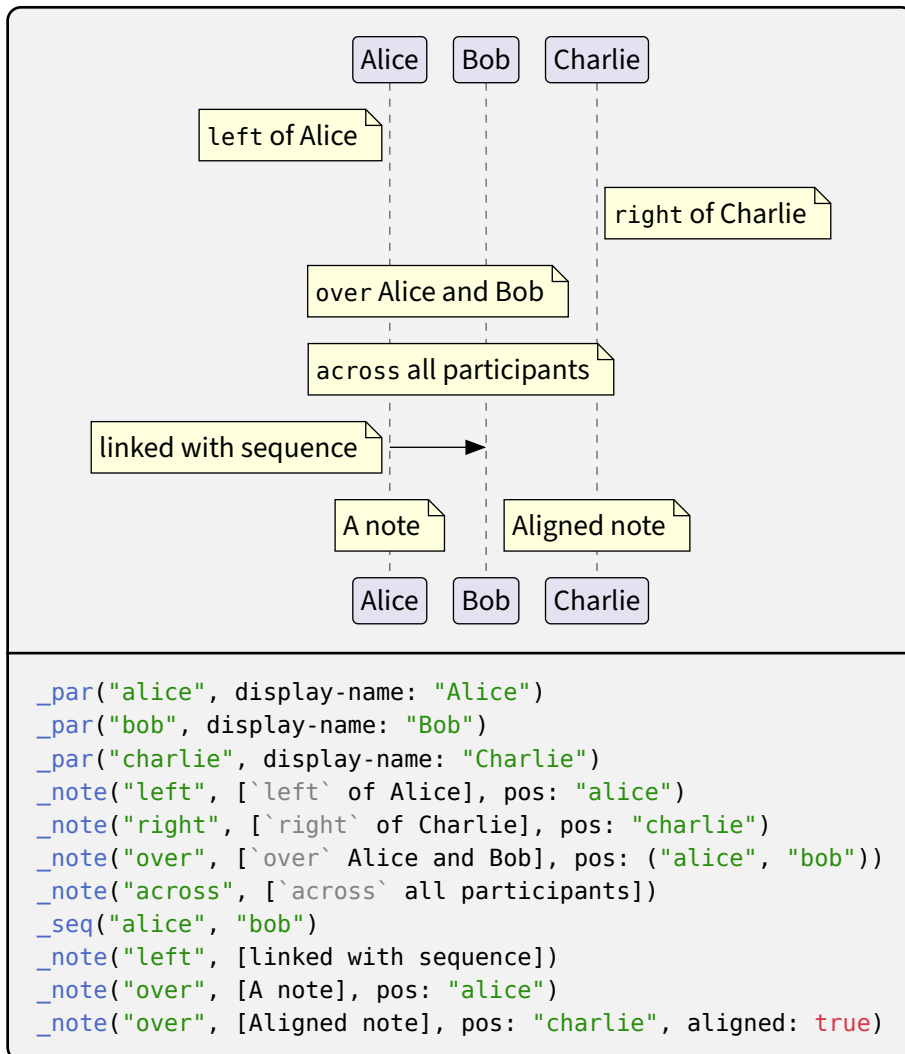 Alice Bob Charlie
left of Alice
right of Charlie
over Alice and Bob
across all participants
linked with sequence
A note Aligned note
Alice Bob Charlie
_par("alice", display-name: "Alice")
_par("bob", display-name: "Bob")
_par("charlie", display-name: "Charlie")
_note("left", [`left` of Alice], pos: "alice")
_note("right", [`right` of Charlie], pos: "charlie")
_note("over", [`over` Alice and Bob], pos: ("alice", "bob"))
_note("across", [`across` all participants])
_seq("alice", "bob")
_note("left", [linked with sequence])
_note("over", [A note], pos: "alice")
_note("over", [Aligned note], pos: "charlie", aligned: true)